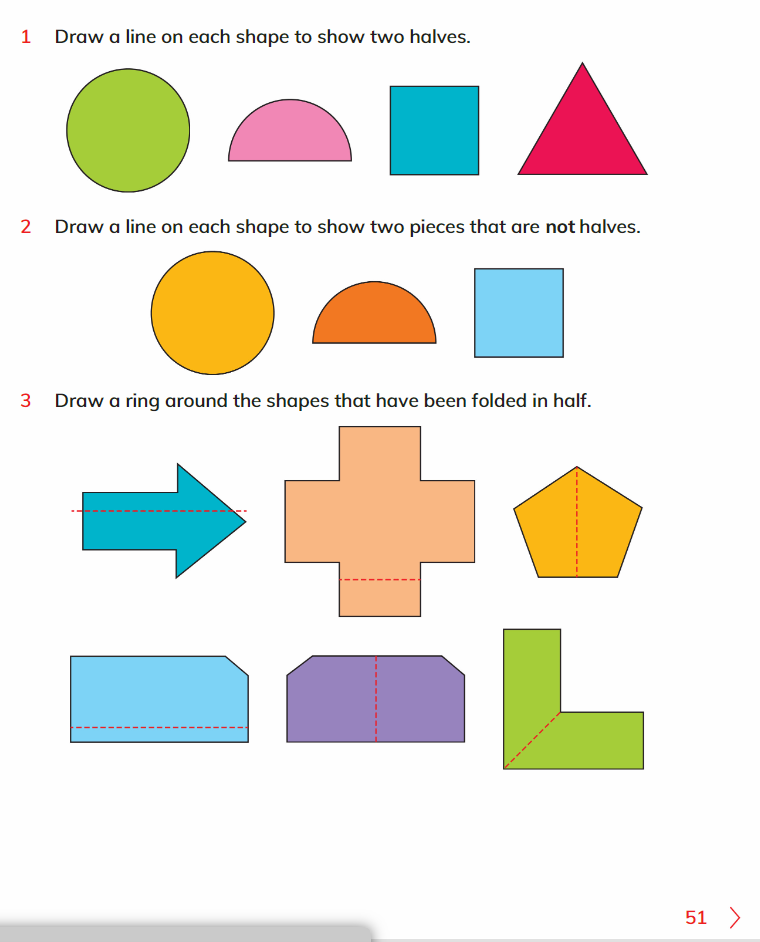 1 Draw a line on each shape to show two halves.
2 Draw a line on each shape to show two pieces that are not halves.
3 Draw a ring around the shapes that have been folded in half.
51